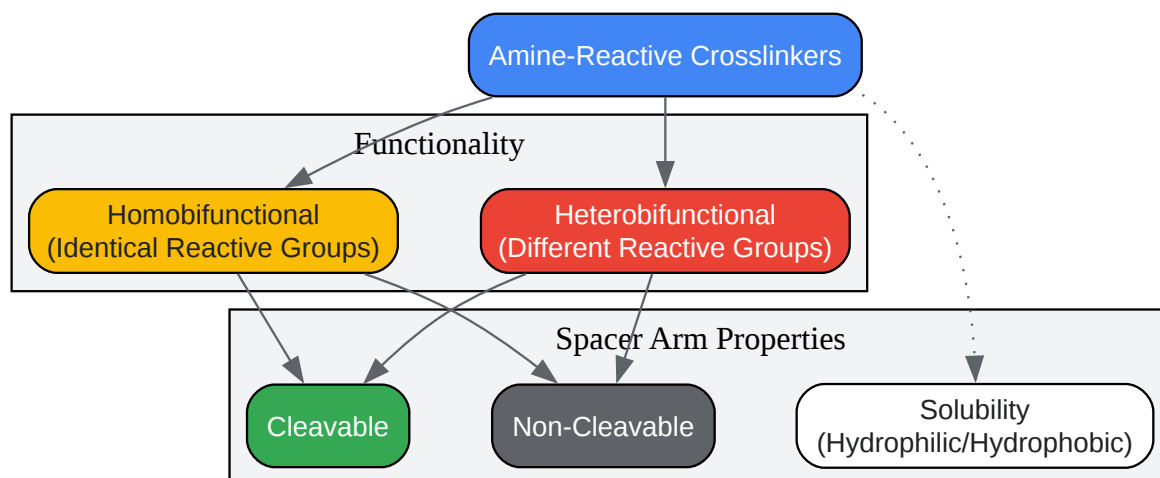 Amine-Reactive Crosslinkers
Functionality
Homobifunctional
(Identical Reactive Groups)
Heterobifunctional
(Different Reactive Groups)
Spacer Arm Properties
Cleavable
Non-Cleavable
Solubility
(Hydrophilic/Hydrophobic)